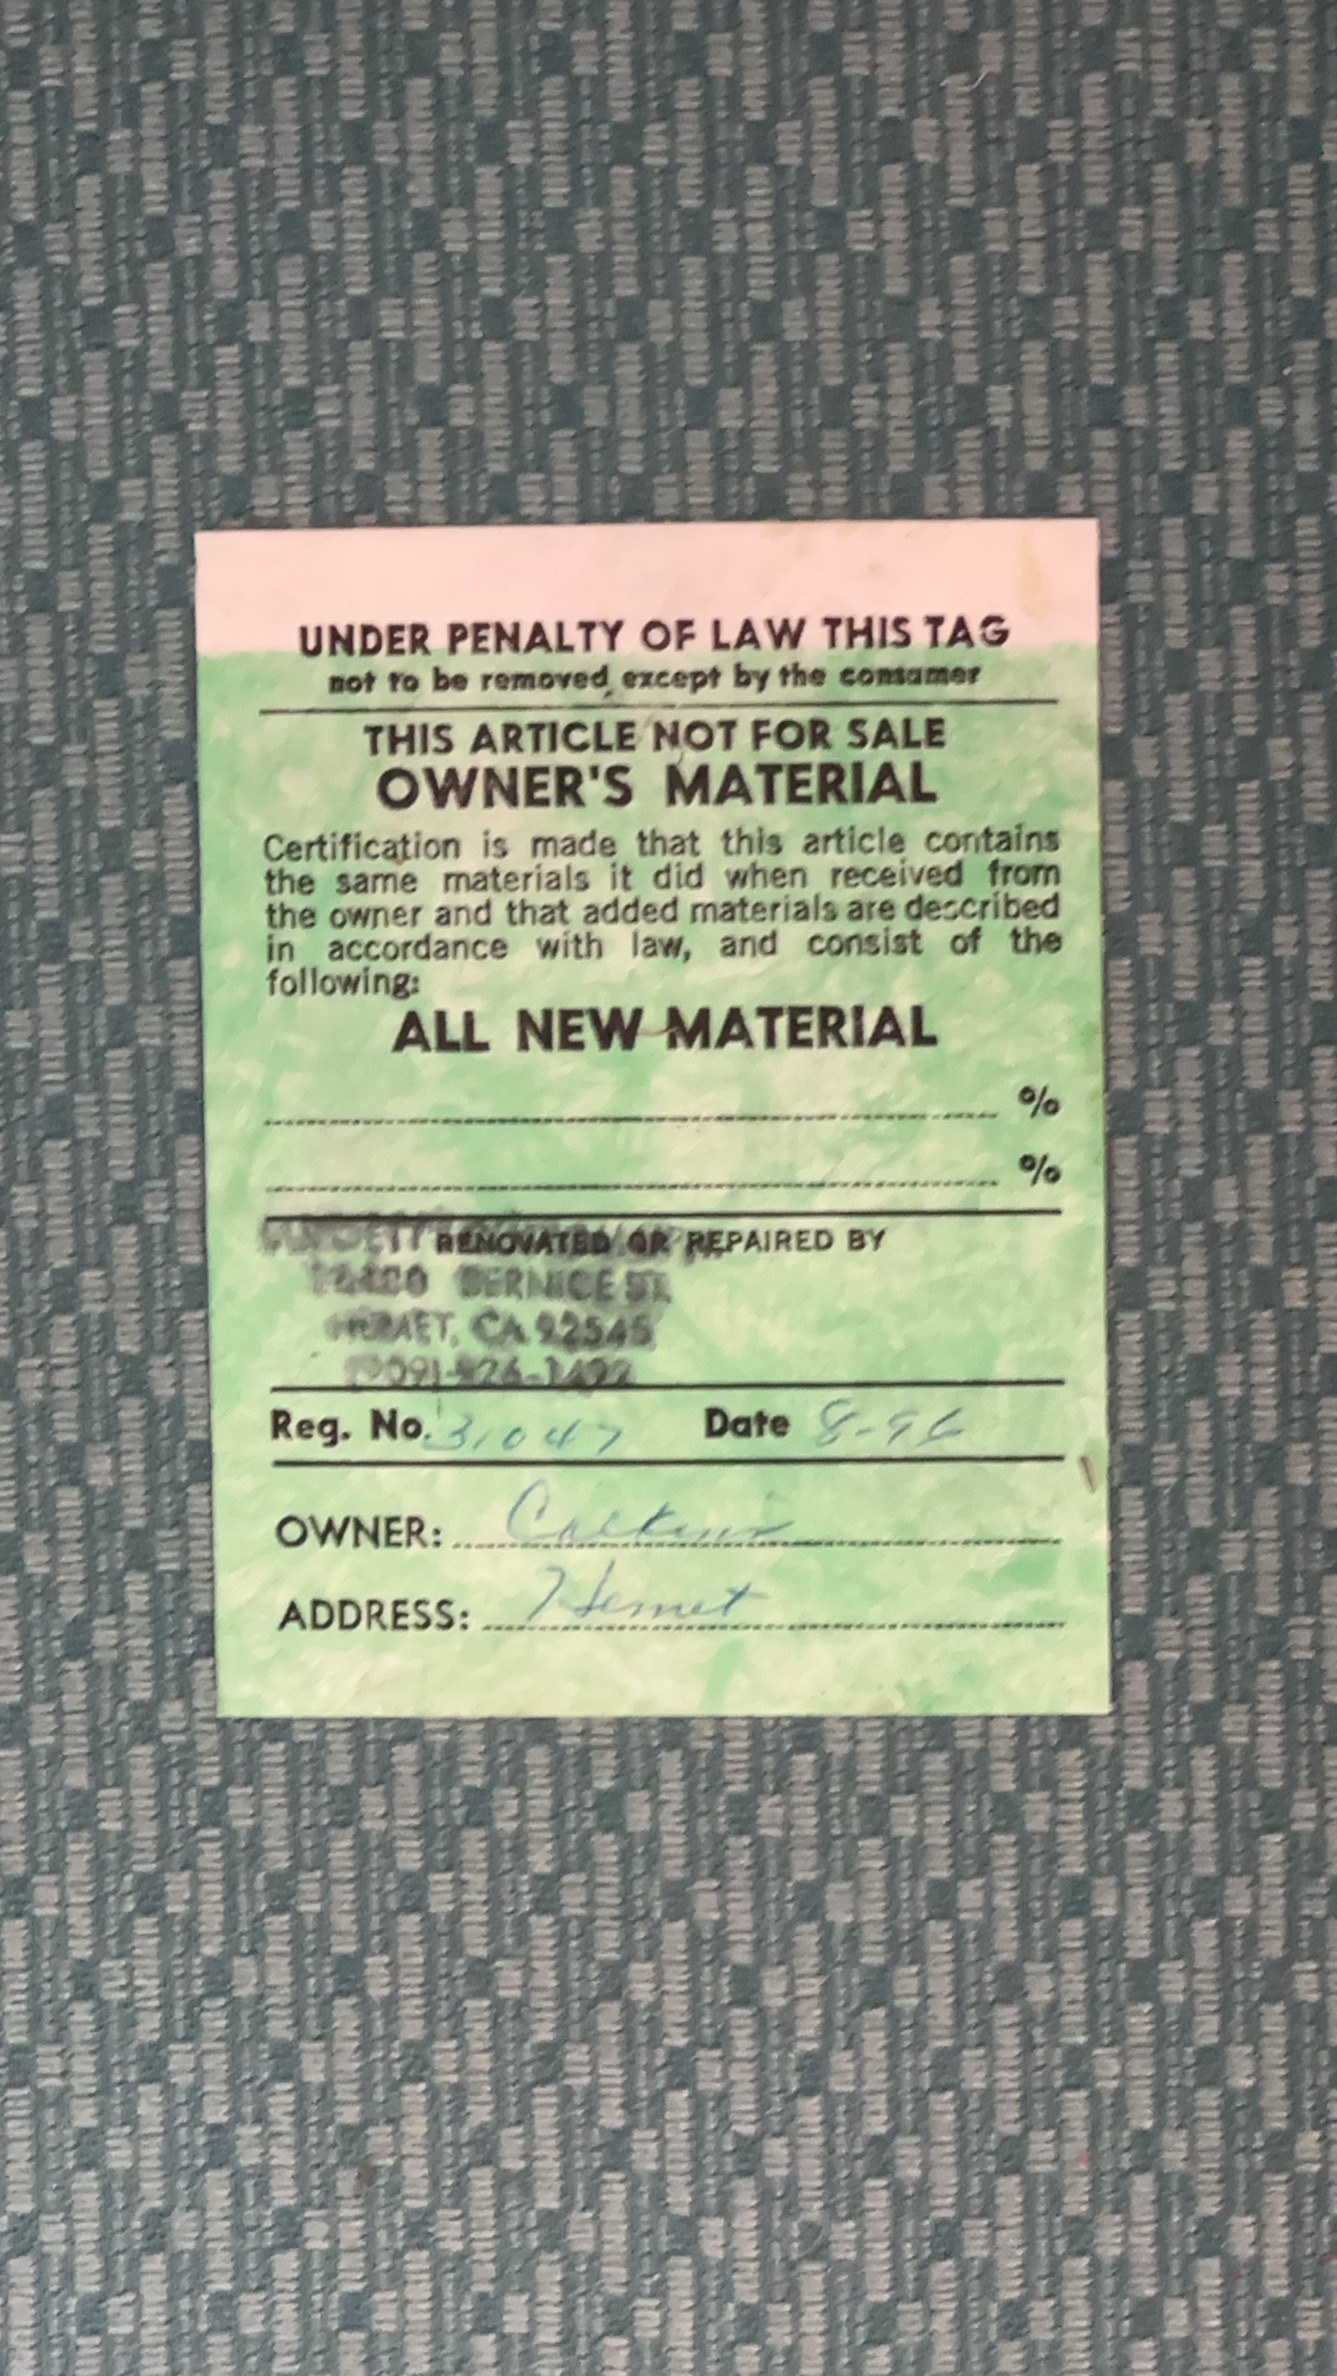 UNDER PENALTY OF LAW THIS TAG
not to be removed except by the consumer
THIS ARTICLE NOT FOR SALE
OWNER'S MATERIAL
Certification is made that this article contains
the same materials it did when received from
the owner and that added materials are described
in accordance with law, and consist of the
following:
ALL NEW MATERIAL
%
%
RENOVATED OR REPAIRED BY
BERNICE ST.
CA 92545
Reg. No. 31047 Date 8-96
OWNER:
ADDRESS: Hemet